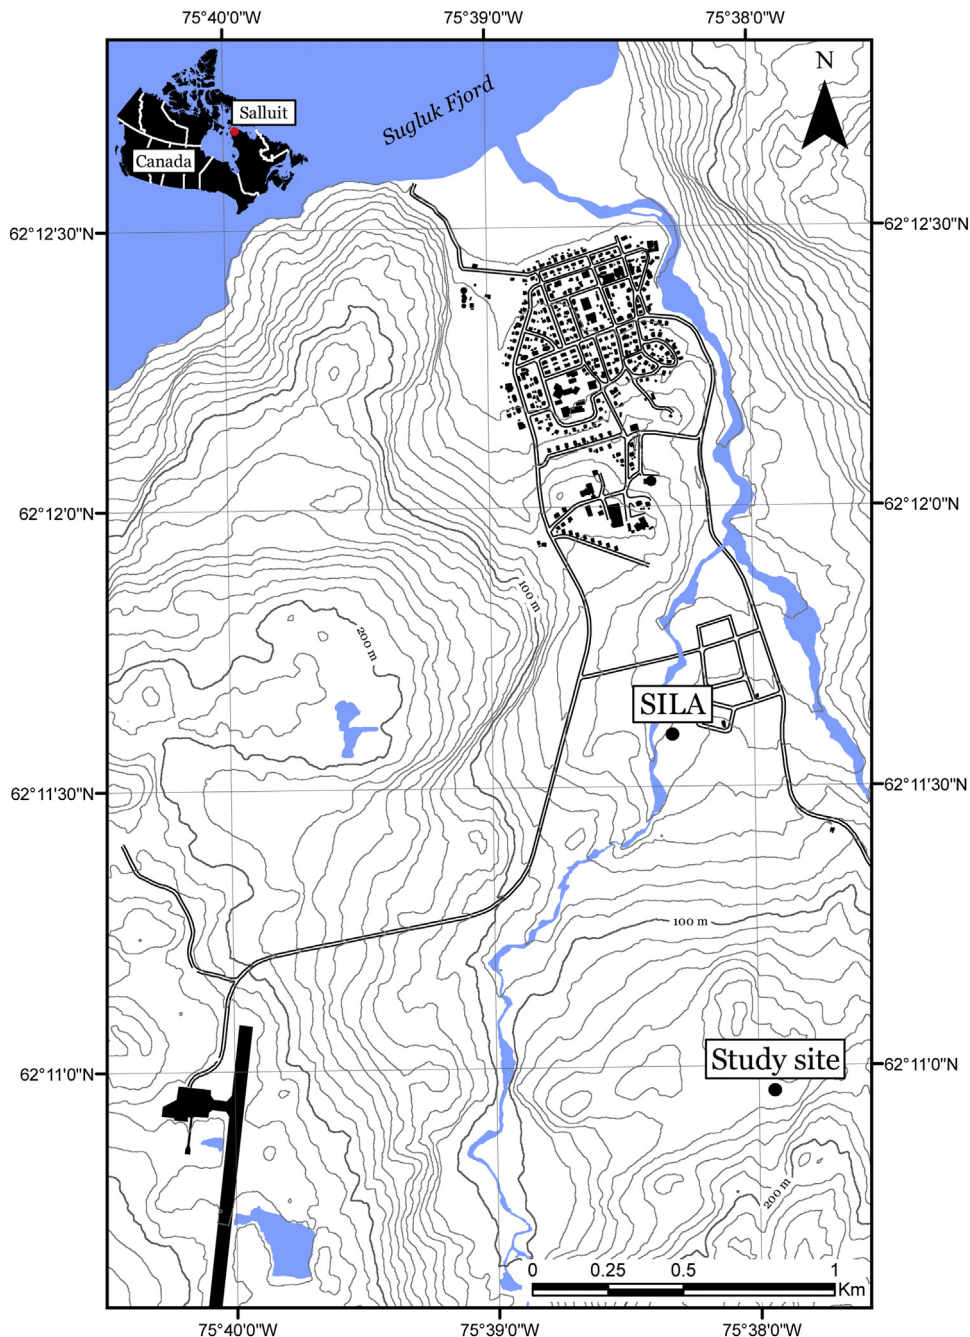 75°40'0"W
75°39'0"W
75°38'0"W
N
Sugluk Fjord
Salluit
Canada
62°12'30"N
62°12'30"N
62°12'0"N
62°12'0"N
100 m
200 m
SILA
62°11'30"N
62°11'30"N
100 m
Study site
62°11'0"N
62°11'0"N
200 m
0
0.25
0.5
1
Km
75°40'0"W
75°39'0"W
75°38'0"W